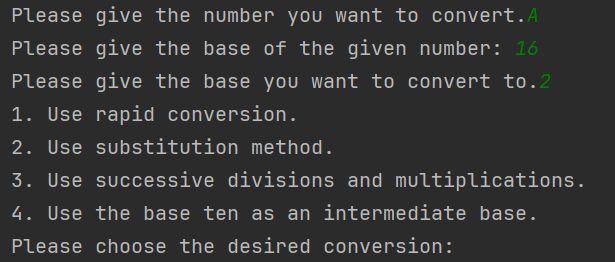 Please give the number you want to convert.A
Please give the base of the given number: 16
Please give the base you want to convert to.2
1. Use rapid conversion.
2. Use substitution method.
3. Use successive divisions and multiplications.
4. Use the base ten as an intermediate base.
Please choose the desired conversion: